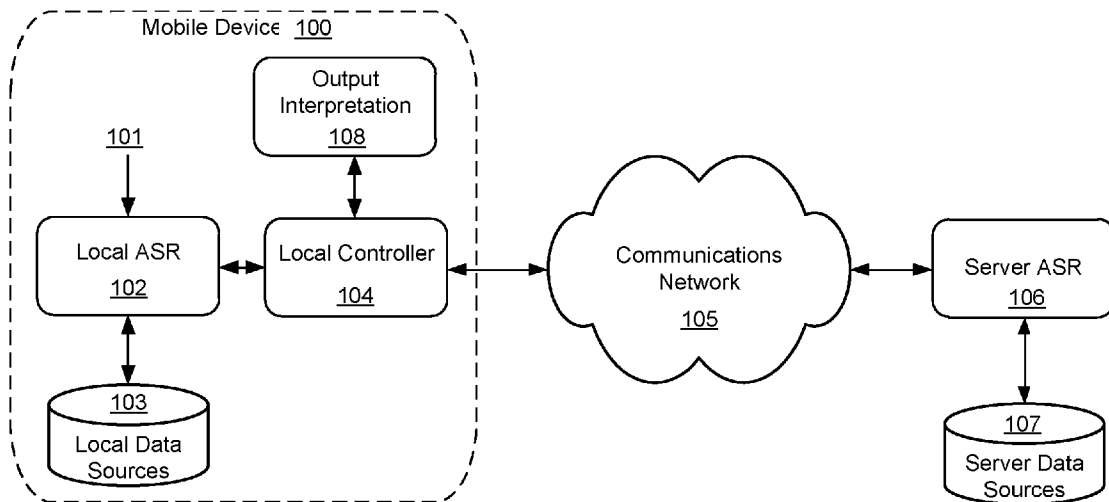 Mobile Device 100
Output
Interpretation
108
101
Local ASR
102
Local Controller
104
Communications
Network
105
Server ASR
106
103
Local Data
Sources
107
Server Data
Sources